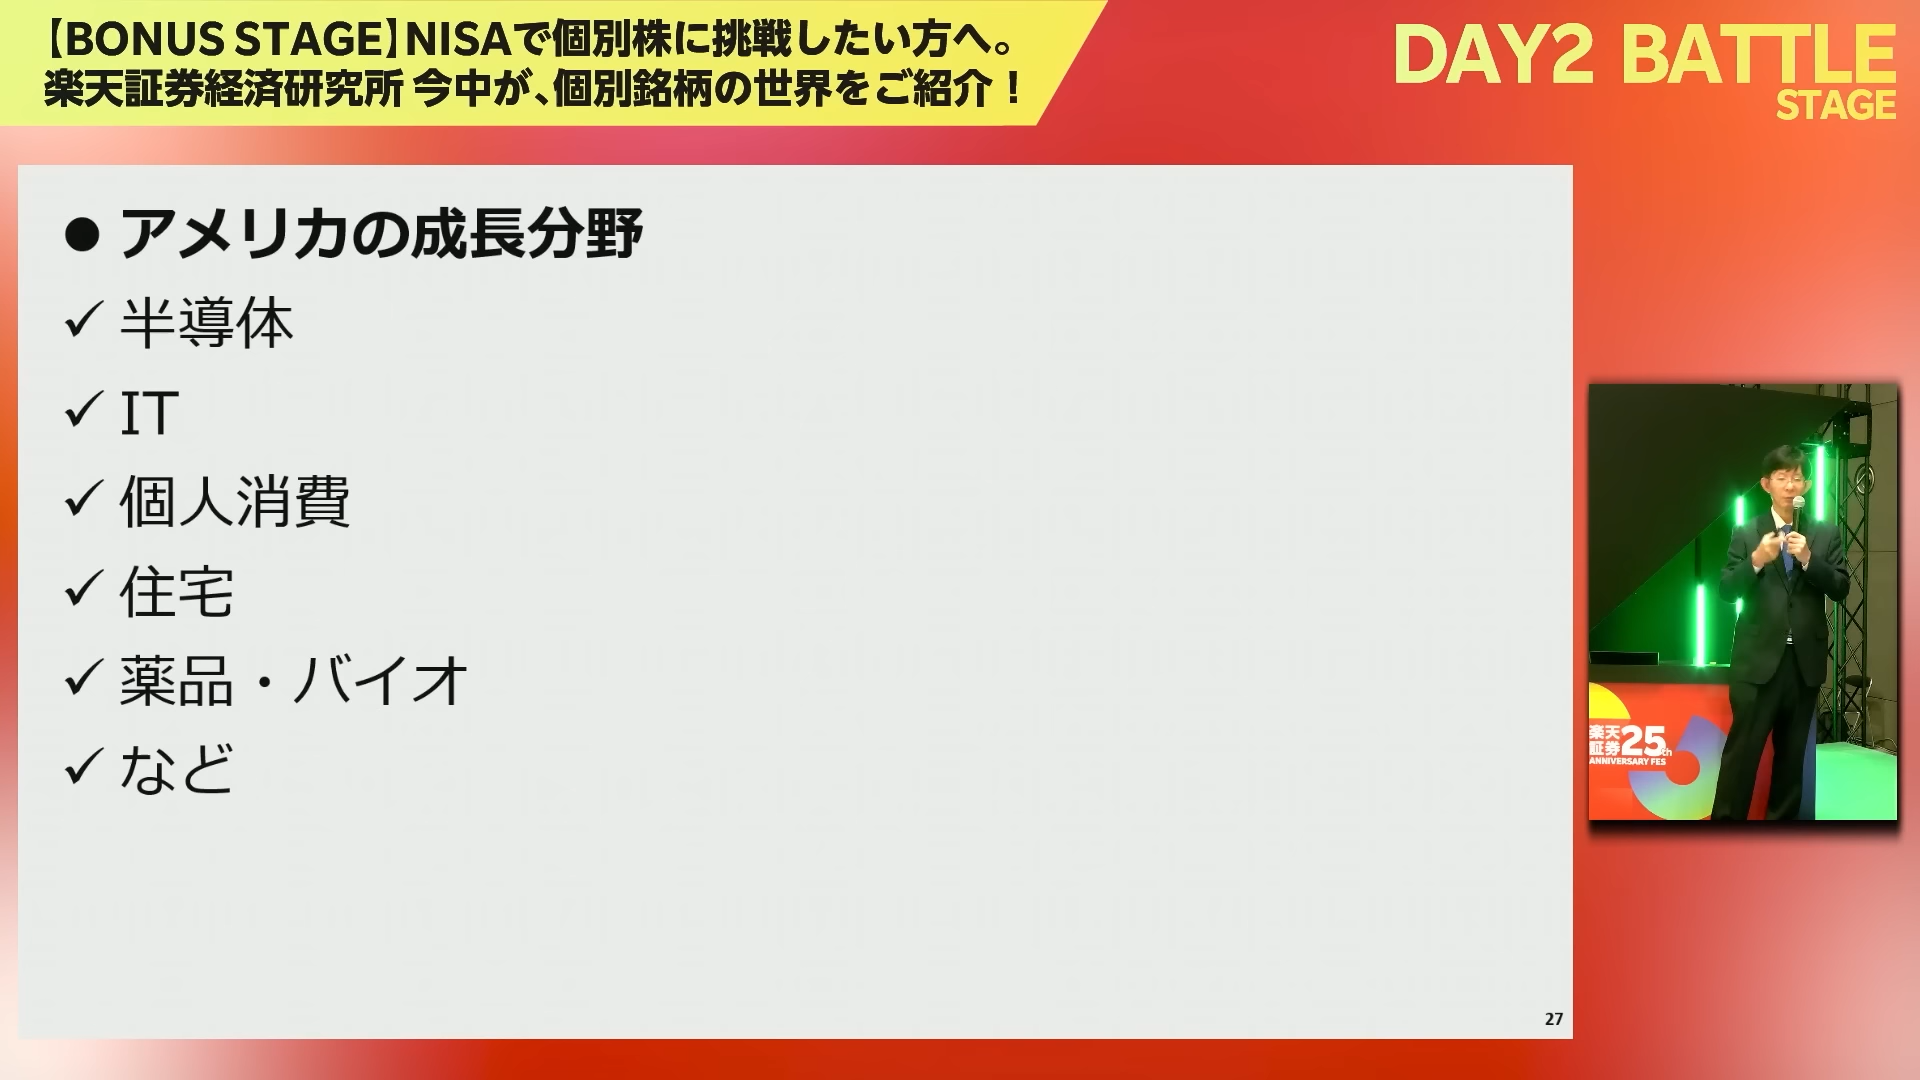 【BONUS STAGE】NISAで個別株に挑戦したい方へ。
楽天証券経済研究所 今中が、個別銘柄の世界をご紹介！
DAY2 BATTLE
STAGE
● アメリカの成長分野
✓ 半導体
✓ IT
✓ 個人消費
✓ 住宅
✓ 薬品・バイオ
✓ など
27
楽天
証券 25th
ANNIVERSARY FES